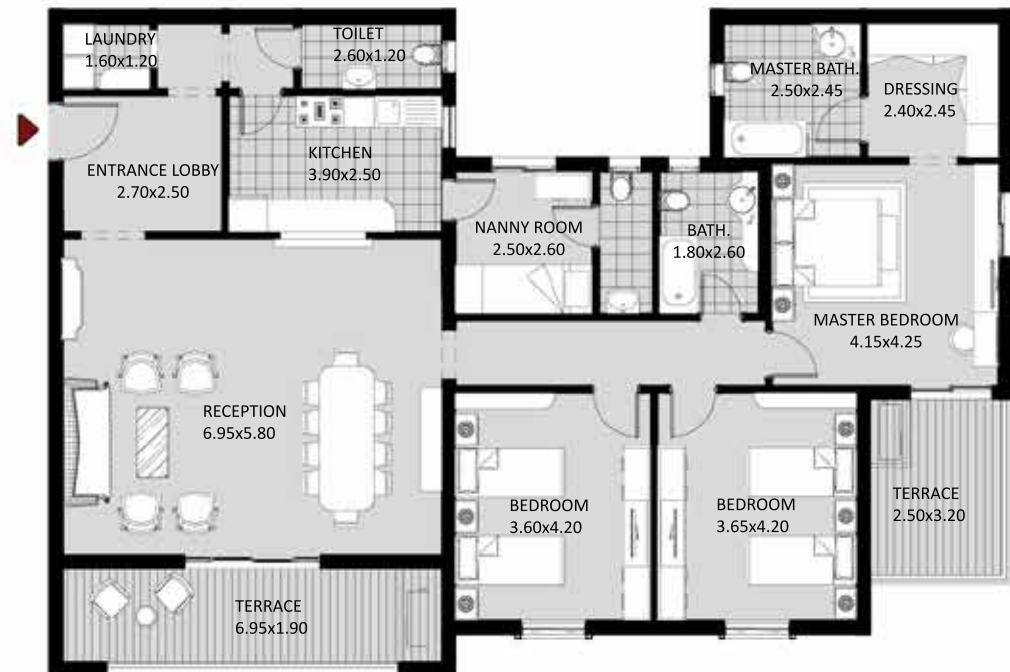 LAUNDRY
1.60x1.20
TOILET
2.60x1.20
MASTER BATH.
2.50x2.45
DRESSING
2.40x2.45
ENTRANCE LOBBY
2.70x2.50
KITCHEN
3.90x2.50
NANNY ROOM
2.50x2.60
BATH.
1.80x2.60
MASTER BEDROOM
4.15x4.25
RECEPTION
6.95x5.80
BEDROOM
3.60x4.20
BEDROOM
3.65x4.20
TERRACE
2.50x3.20
TERRACE
6.95x1.90